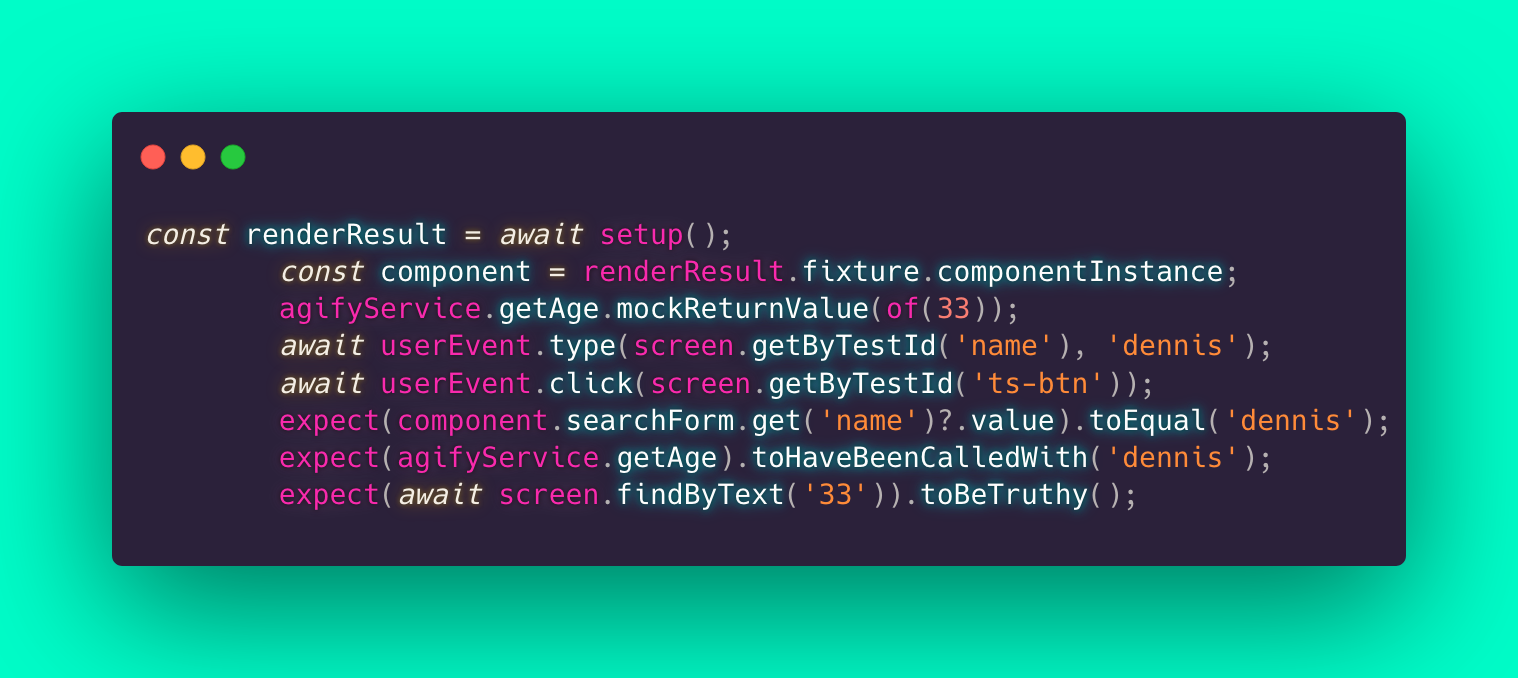 const renderResult = await setup();
        const component = renderResult.fixture.componentInstance;
        agifyService.getAge.mockReturnValue(of(33));
        await userEvent.type(screen.getByTestId('name'), 'dennis');
        await userEvent.click(screen.getByTestId('ts-btn'));
        expect(component.searchForm.get('name')?.value).toEqual('dennis');
        expect(agifyService.getAge).toHaveBeenCalledWith('dennis');
        expect(await screen.findByText('33')).toBeTruthy();